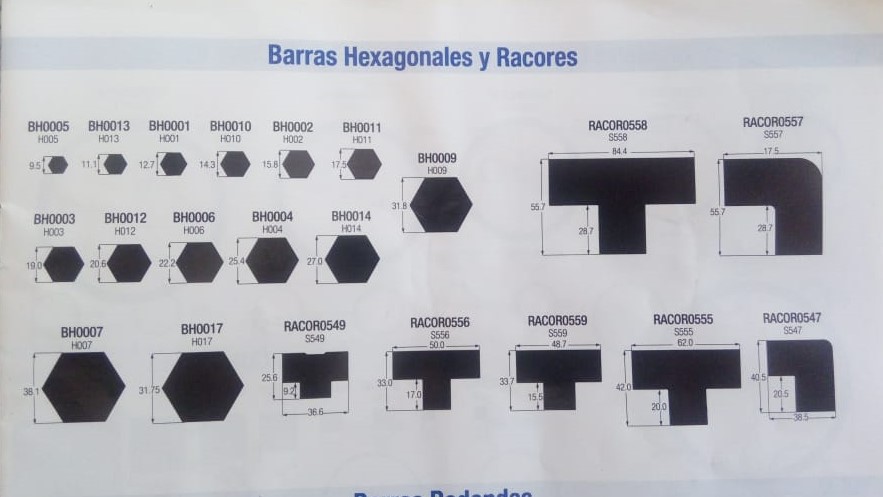 Barras Hexagonales y Racores
BH0005 BH0013 BH0001 BH0010 BH0002 BH0011
H005 H013 H001 H010 H002 H011
9.5 11.1 12.7 14.3 15.8 17.5
BH0009
H009
31.8
RACOR0558
S558
84.4
55.7
28.7
RACOR0557
S557
17.5
55.7
28.7
BH0003 BH0012 BH0006 BH0004 BH0014
H003 H012 H006 H004 H014
19.0 20.6 22.2 25.4 27.0
BH0007
H007
38.1
BH0017
H017
31.75
RACOR0549
S549
25.6
9.2
36.6
RACOR0556
S556
50.0
33.0
17.0
RACOR0559
S559
48.7
33.7
15.5
RACOR0555
S555
62.0
42.0
20.0
RACOR0547
S547
40.5
20.5
38.5
Barras Redondas